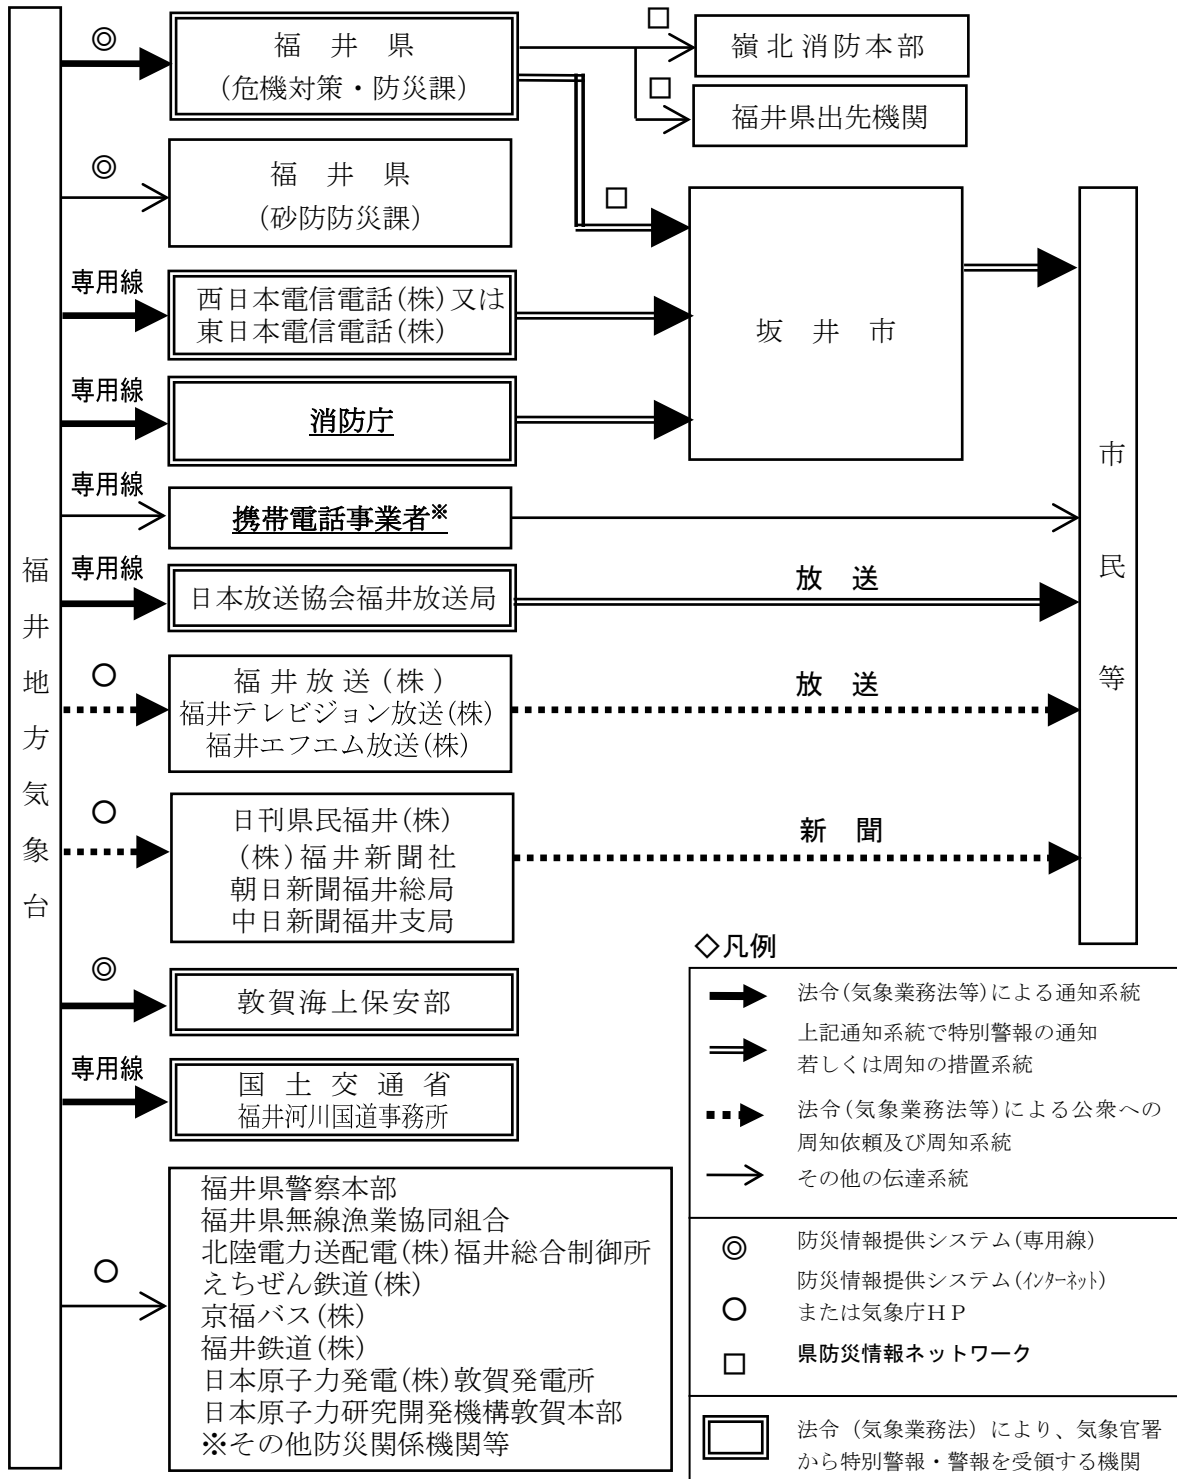 福井地方気象台
◎
福 井 県
(危機対策・防災課)
□
嶺北消防本部
□
福井県出先機関
◎
福 井 県
(砂防防災課)
□
専用線
西日本電信電話(株)又は
東日本電信電話(株)
坂 井 市
専用線
消防庁
専用線
携帯電話事業者※
専用線
日本放送協会福井放送局
放 送
○
福井放送(株)
福井テレビジョン放送(株)
福井エフエム放送(株)
放 送
○
日刊県民福井(株)
(株)福井新聞社
朝日新聞福井総局
中日新聞福井支局
新 聞
市民等
◎
敦賀海上保安部
専用線
国土交通省
福井河川国道事務所
○
福井県警察本部
福井県無線漁業協同組合
北陸電力送配電(株)福井総合制御所
えちぜん鉄道(株)
京福バス(株)
福井鉄道(株)
日本原子力発電(株)敦賀発電所
日本原子力研究開発機構敦賀本部
※その他防災関係機関等
◇凡例
法令(気象業務法等)による通知系統
上記通知系統で特別警報の通知
若しくは周知の措置系統
法令(気象業務法等)による公衆への
周知依頼及び周知系統
その他の伝達系統
◎ 防災情報提供システム(専用線)
防災情報提供システム(インターネット)
○ または気象庁HP
□ 県防災情報ネットワーク
法令(気象業務法)により、気象官署
から特別警報・警報を受領する機関